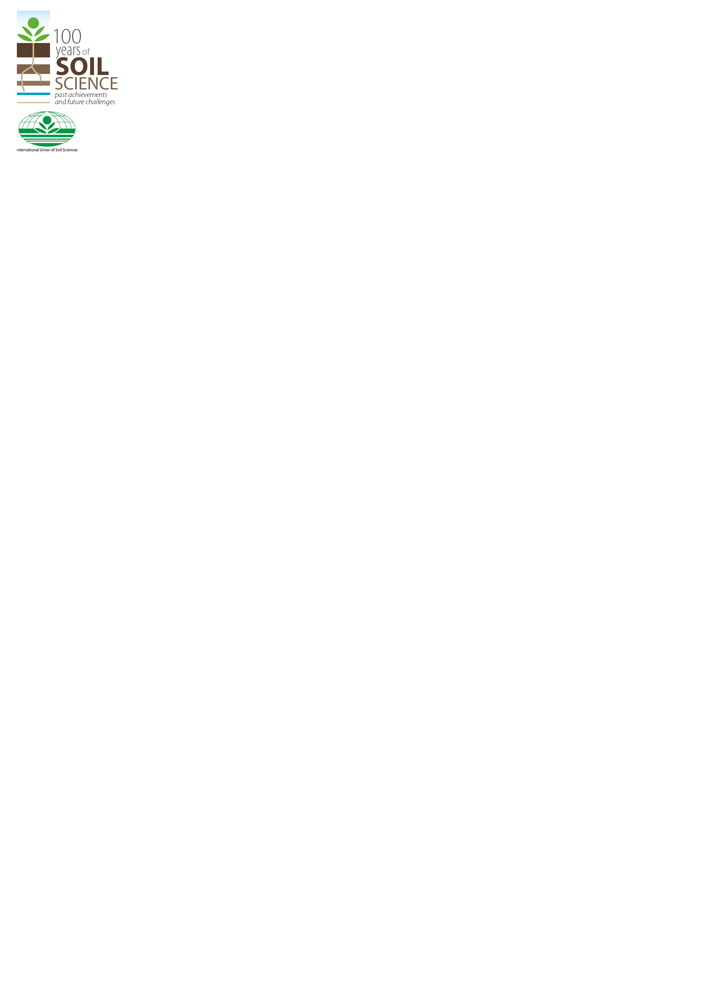 100
years of
SOIL
SCIENCE
past achievements
and future challenges
International Union of Soil Sciences